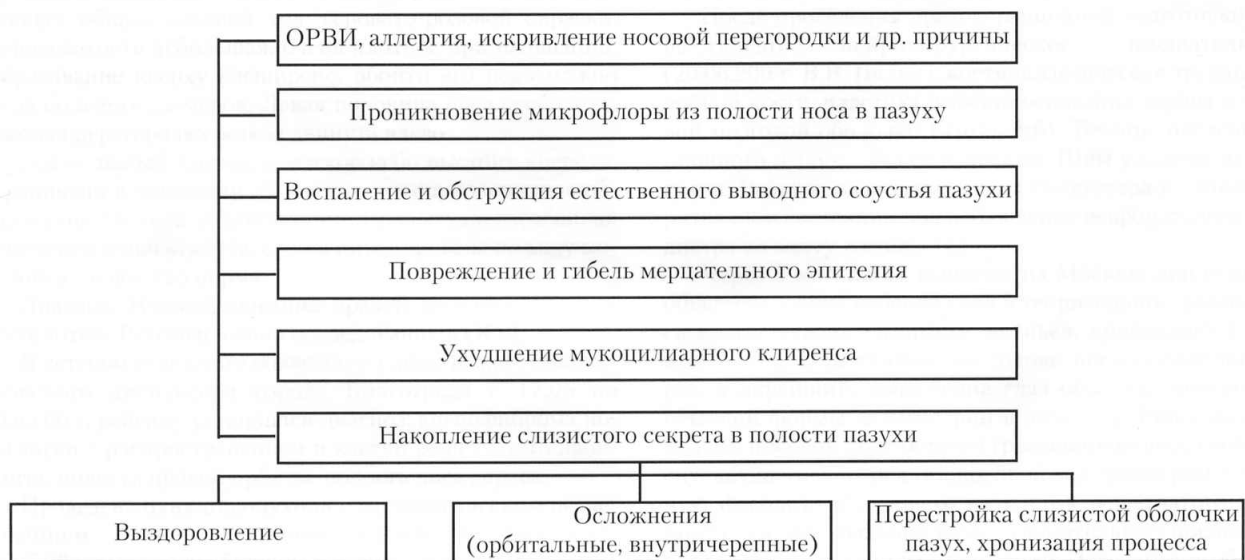 ОРВИ, аллергия, искривление носовой перегородки и др. причины
Проникновение микрофлоры из полости носа в пазуху
Воспаление и обструкция естественного выводного соустья пазухи
Повреждение и гибель мерцательного эпителия
Ухудшение мукоцилиарного клиренса
Накопление слизистого секрета в полости пазухи
Выздоровление
Осложнения
(орбитальные, внутричеренные)
Перестройка слизистой оболочки
пазух, хронизация процесса